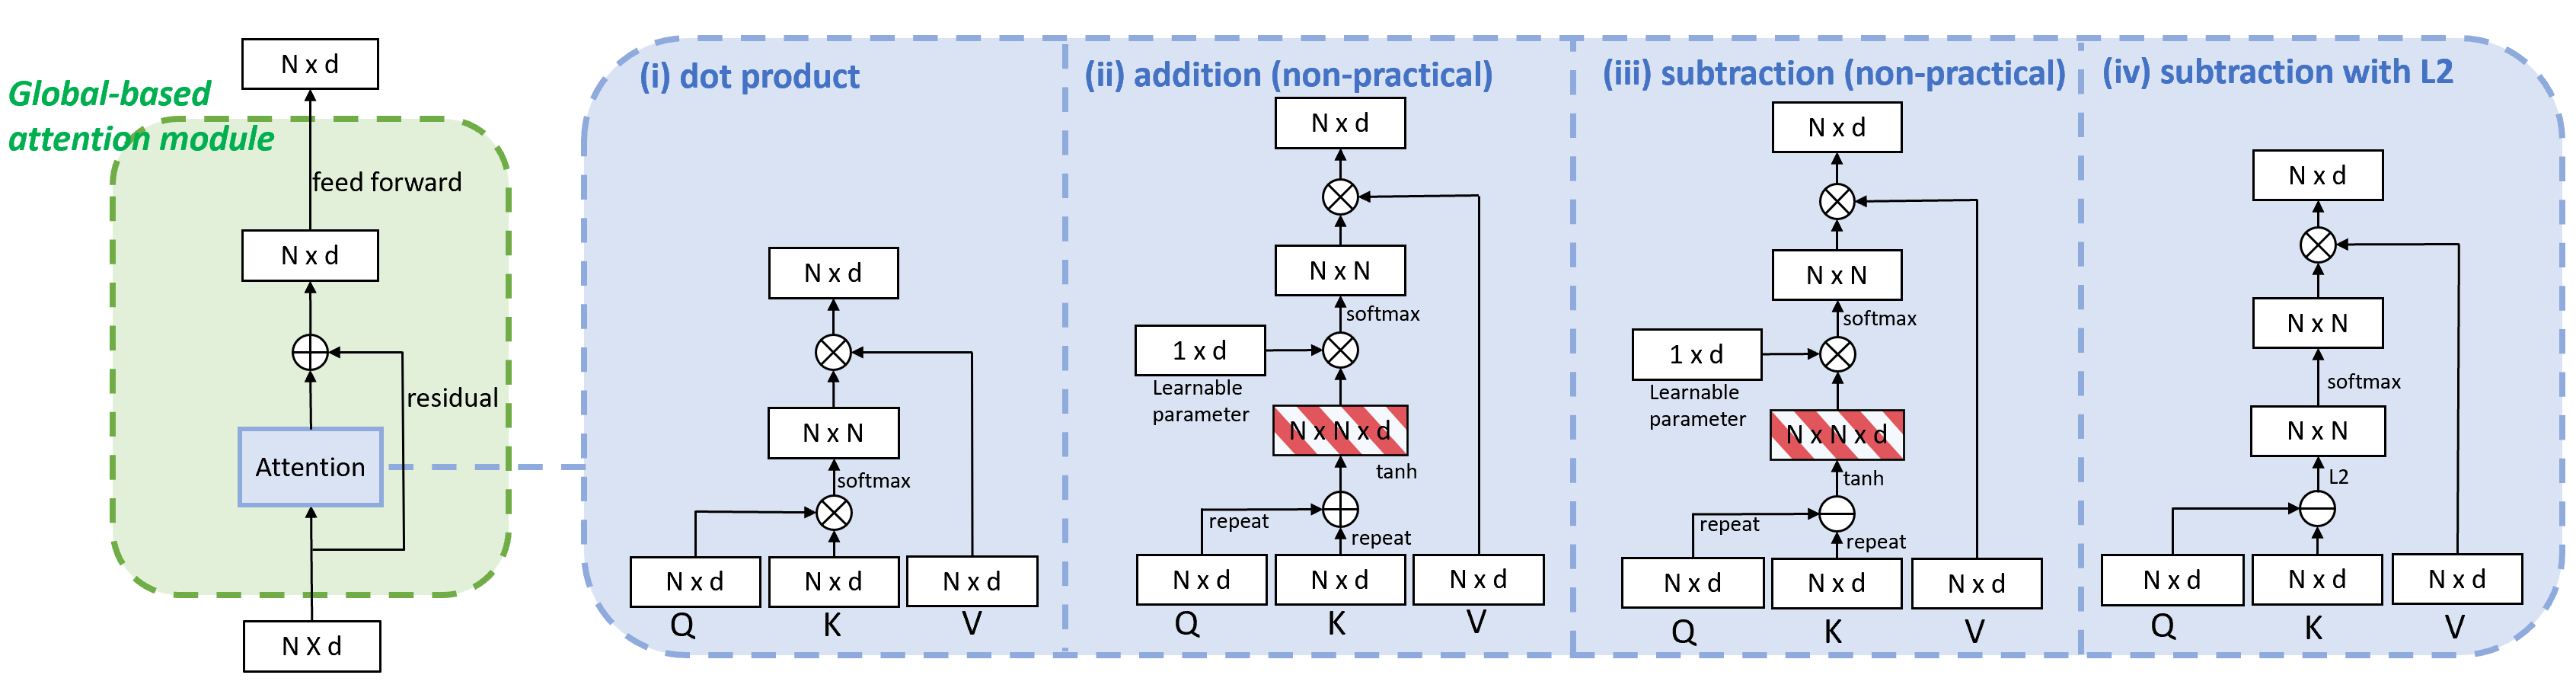 Global-based
attention module
N x d
feed forward
N x d
residual
Attention
N X d
(i) dot product
N x d
N x N
softmax
N x d
N x d
N x d
Q
K
V
(ii) addition (non-practical)
N x d
N x N
softmax
1 x d
Learnable
parameter
N x N x d
tanh
repeat
repeat
N x d
N x d
N x d
Q
K
V
(iii) subtraction (non-practical)
N x d
N x N
softmax
1 x d
Learnable
parameter
N x N x d
tanh
repeat
repeat
N x d
N x d
N x d
Q
K
V
(iv) subtraction with L2
N x d
N x N
softmax
N x N
L2
N x d
N x d
N x d
Q
K
V